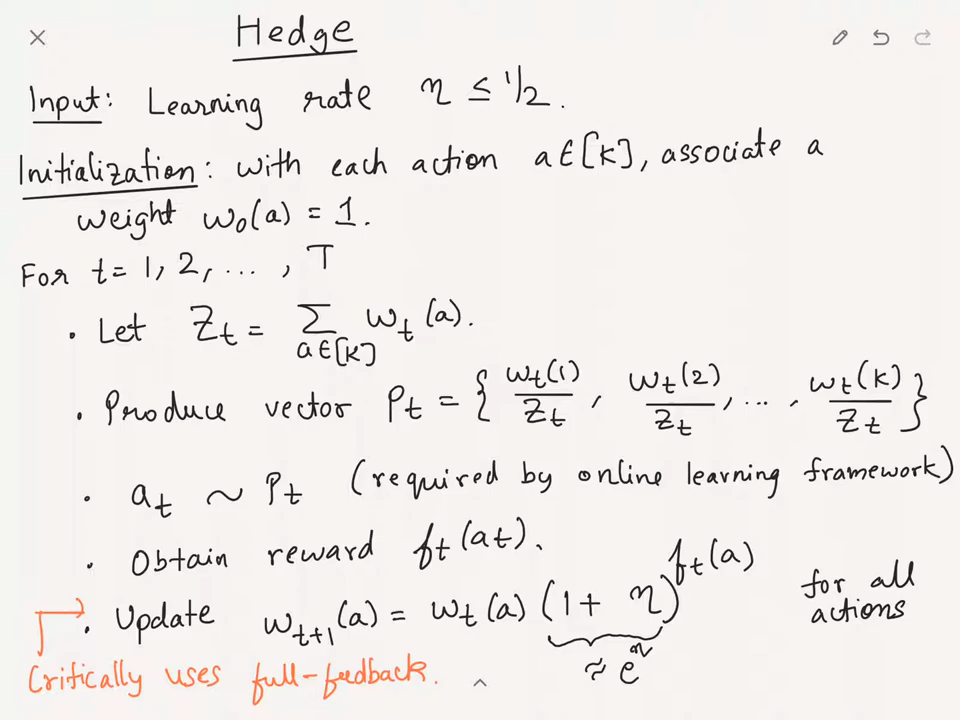 Hedge
Input: Learning rate η ≤ 1/2.
Initialization: With each action a∈[K], associate a
weight w₀(a) = 1.
For t = 1, 2, ..., T
• Let Z_t = Σ_{a∈[K]} w_t(a).
• Produce vector P_t = { w_t(1)/Z_t, w_t(2)/Z_t, ..., w_t(K)/Z_t }
• a_t ~ P_t (required by online learning framework)
• Obtain reward f_t(a_t).
• Update w_{t+1}(a) = w_t(a) (1 + η)^{f_t(a)} for all actions
≈ e^η
Critically uses full-feedback.